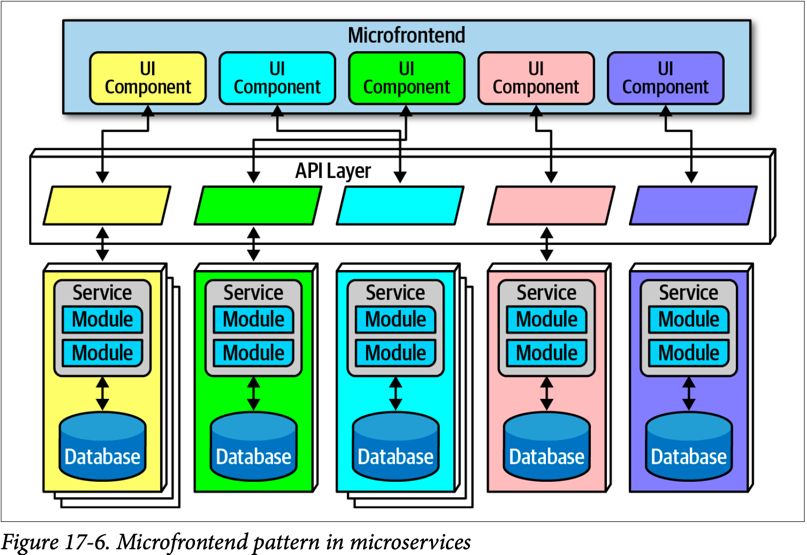 Microfrontend
UI
Component
UI
Component
UI
Component
UI
Component
UI
Component
API Layer
Service
Module
Module
Database
Service
Module
Module
Database
Service
Module
Module
Database
Service
Module
Module
Database
Service
Module
Module
Database
Figure 17-6. Microfrontend pattern in microservices